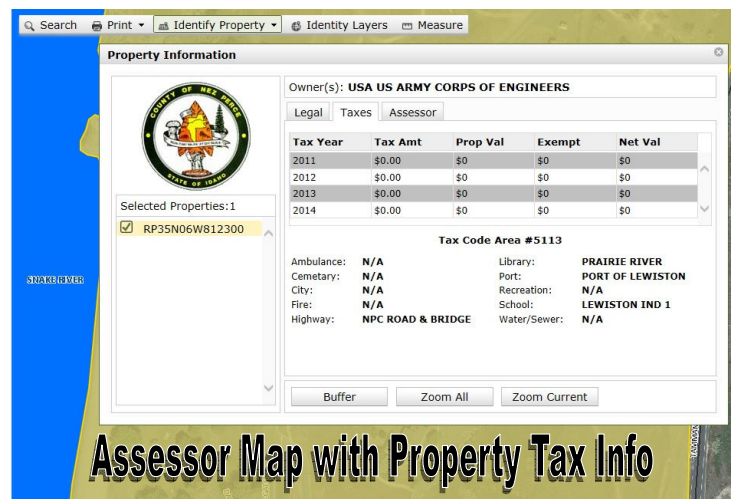 Search Print Identify Property Identity Layers Measure
Property Information
COUNTY OF NEZ PERCE
STATE OF IDAHO
Owner(s): USA US ARMY CORPS OF ENGINEERS
Legal Taxes Assessor
Tax Year Tax Amt Prop Val Exempt Net Val
2011 $0.00 $0 $0 $0
2012 $0.00 $0 $0 $0
2013 $0.00 $0 $0 $0
2014 $0.00 $0 $0 $0
Selected Properties:1
RP35N06W812300
Tax Code Area #5113
Ambulance: N/A Library: PRAIRIE RIVER
Cemetary: N/A Port: PORT OF LEWISTON
City: N/A Recreation: N/A
Fire: N/A School: LEWISTON IND 1
Highway: NPC ROAD & BRIDGE Water/Sewer: N/A
SNAKE RIVER
Buffer Zoom All Zoom Current
TAMMAN
Assessor Map with Property Tax Info